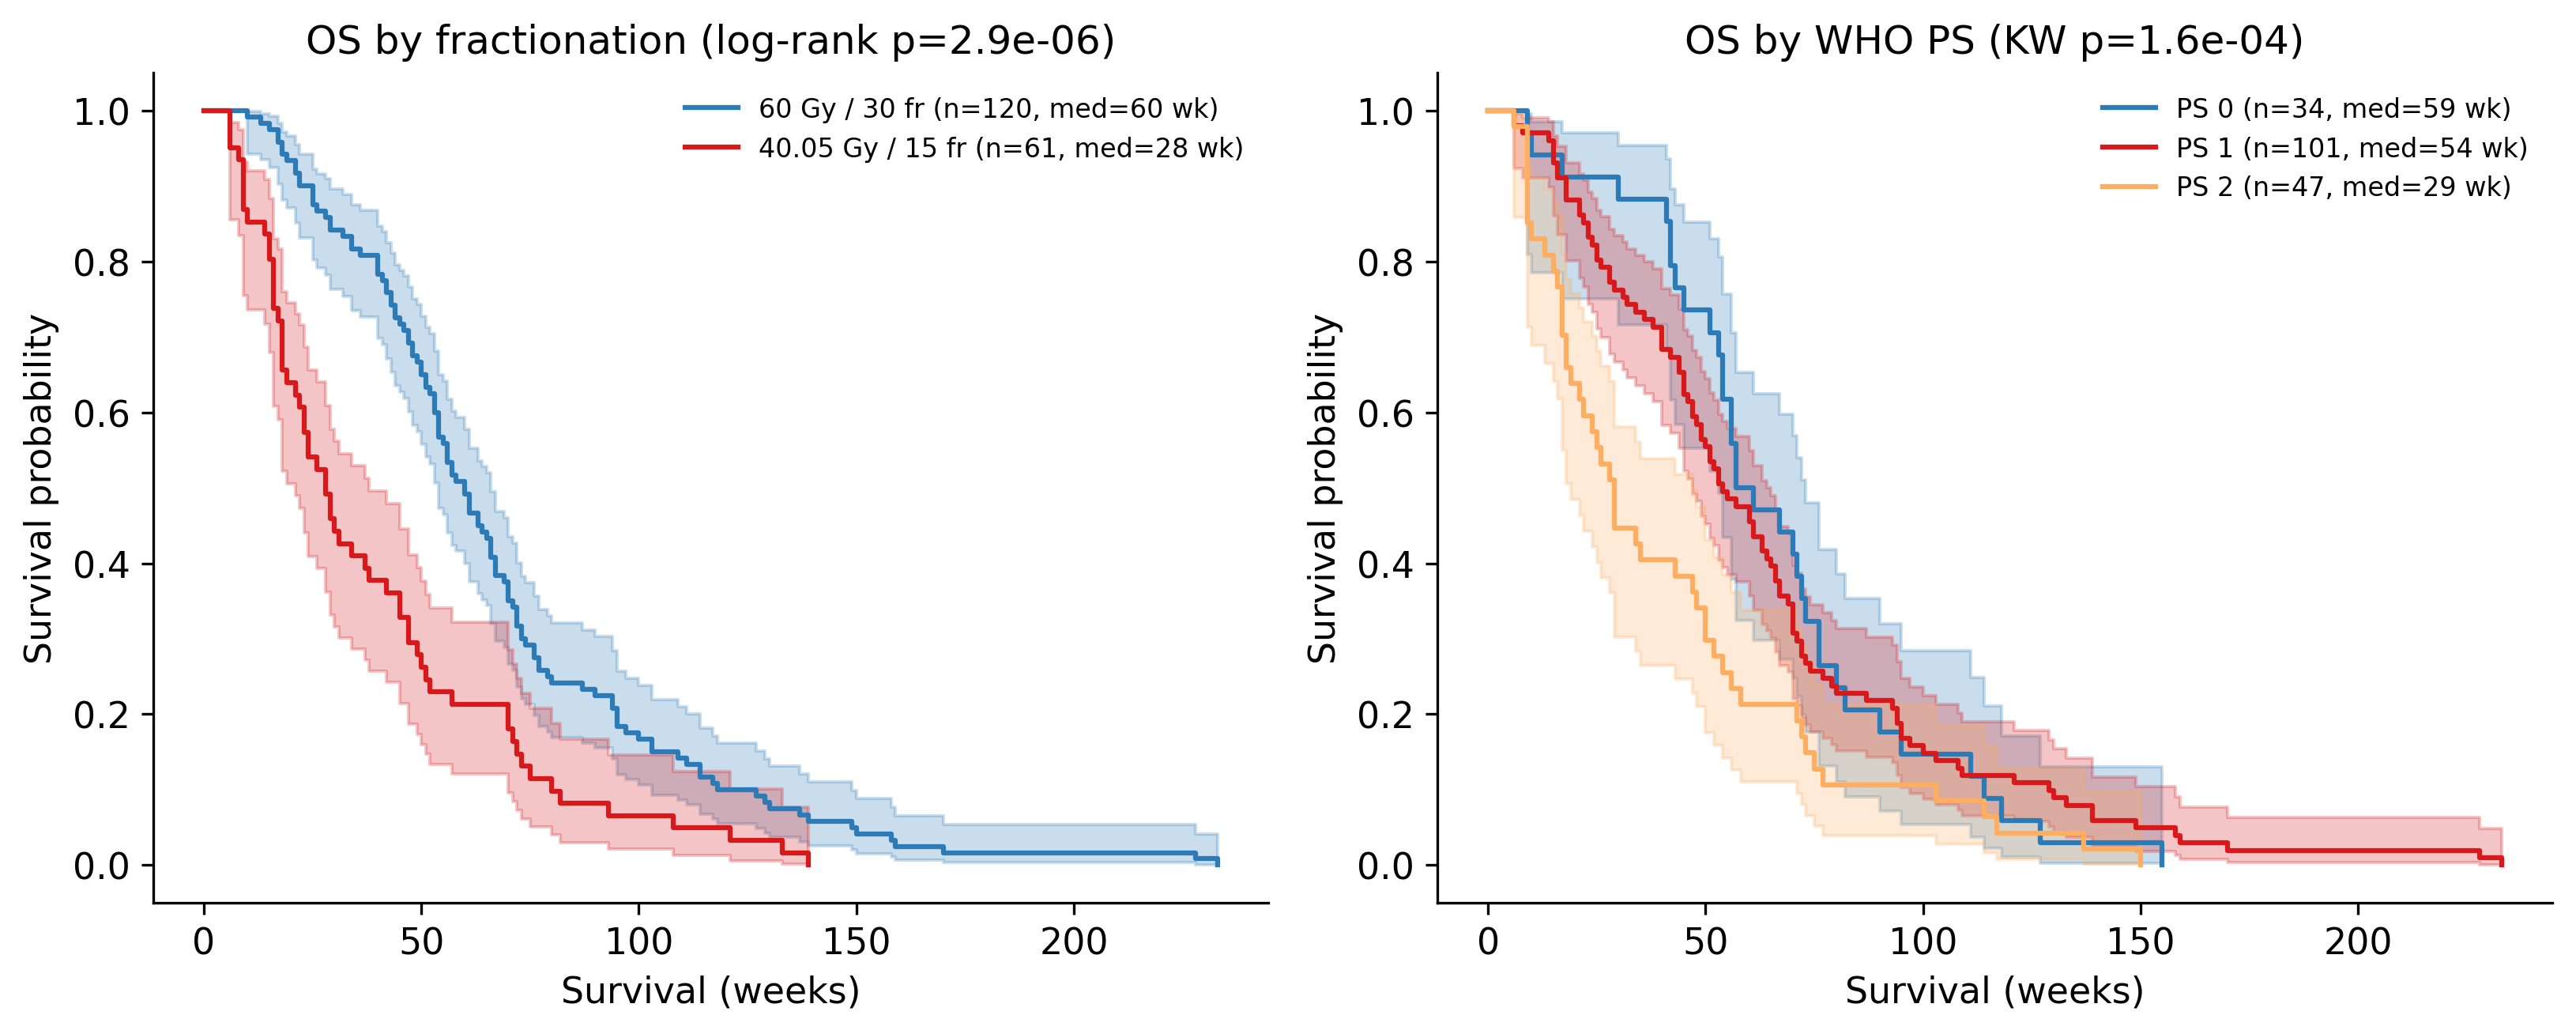 OS by fractionation (log-rank p=2.9e-06)
60 Gy / 30 fr (n=120, med=60 wk)
40.05 Gy / 15 fr (n=61, med=28 wk)
Survival probability
1.0
0.8
0.6
0.4
0.2
0.0
0 50 100 150 200
Survival (weeks)
OS by WHO PS (KW p=1.6e-04)
PS 0 (n=34, med=59 wk)
PS 1 (n=101, med=54 wk)
PS 2 (n=47, med=29 wk)
Survival probability
1.0
0.8
0.6
0.4
0.2
0.0
0 50 100 150 200
Survival (weeks)